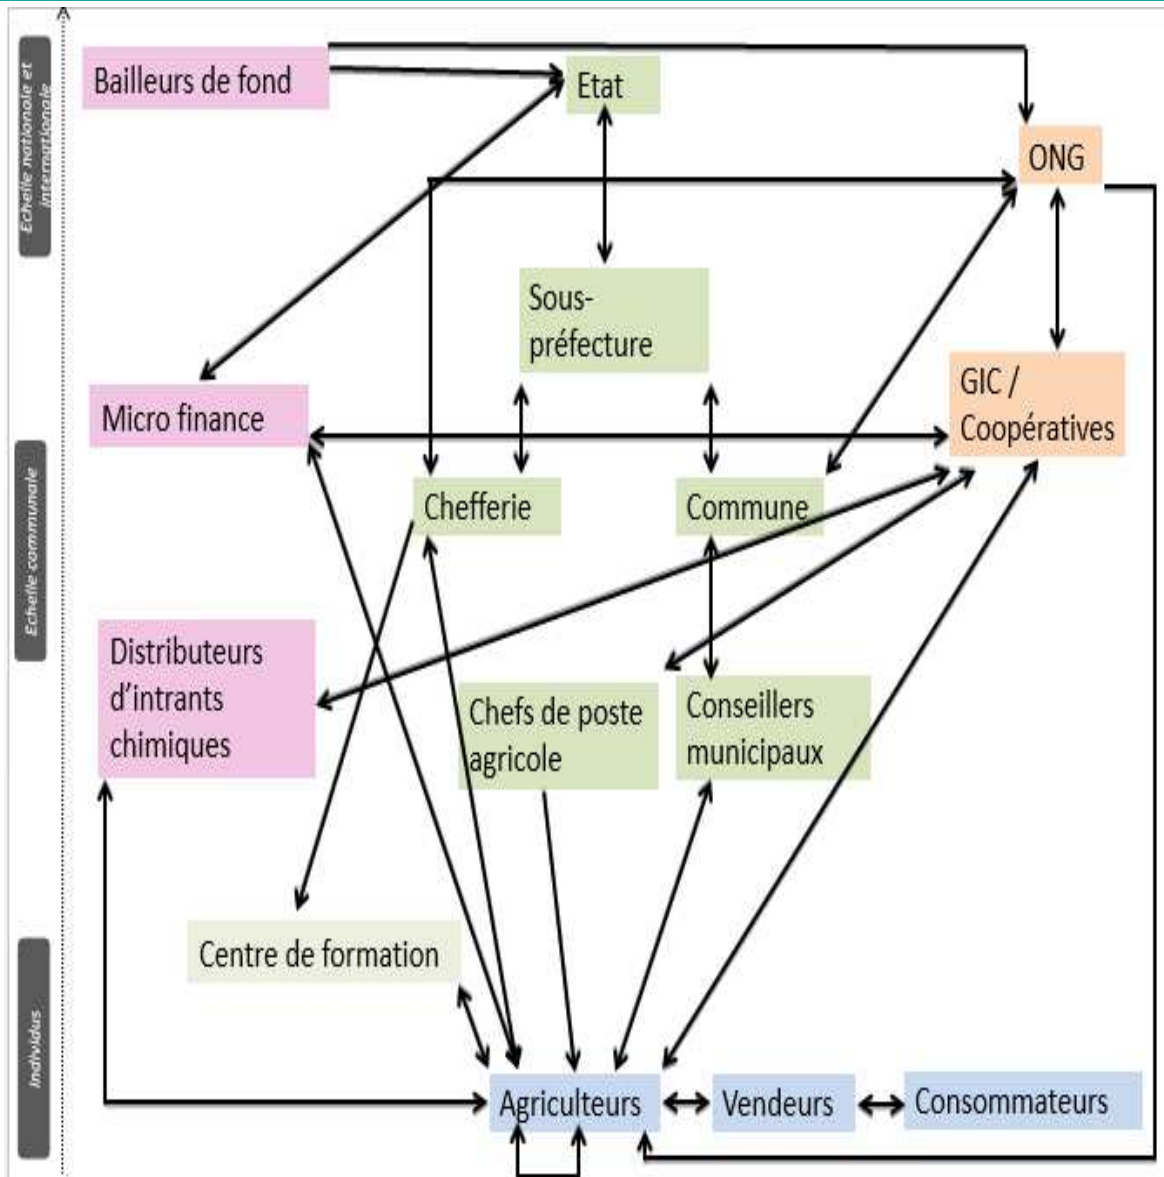 Echelle nationale et
internationale
Bailleurs de fond
Etat
ONG
Sous-
préfecture
Micro finance
GIC /
Coopératives
Echelle communale
Chefferie
Commune
Distributeurs
d'intrants
chimiques
Chefs de poste
agricole
Conseillers
municipaux
Centre de formation
Individus
Agriculteurs
Vendeurs
Consommateurs